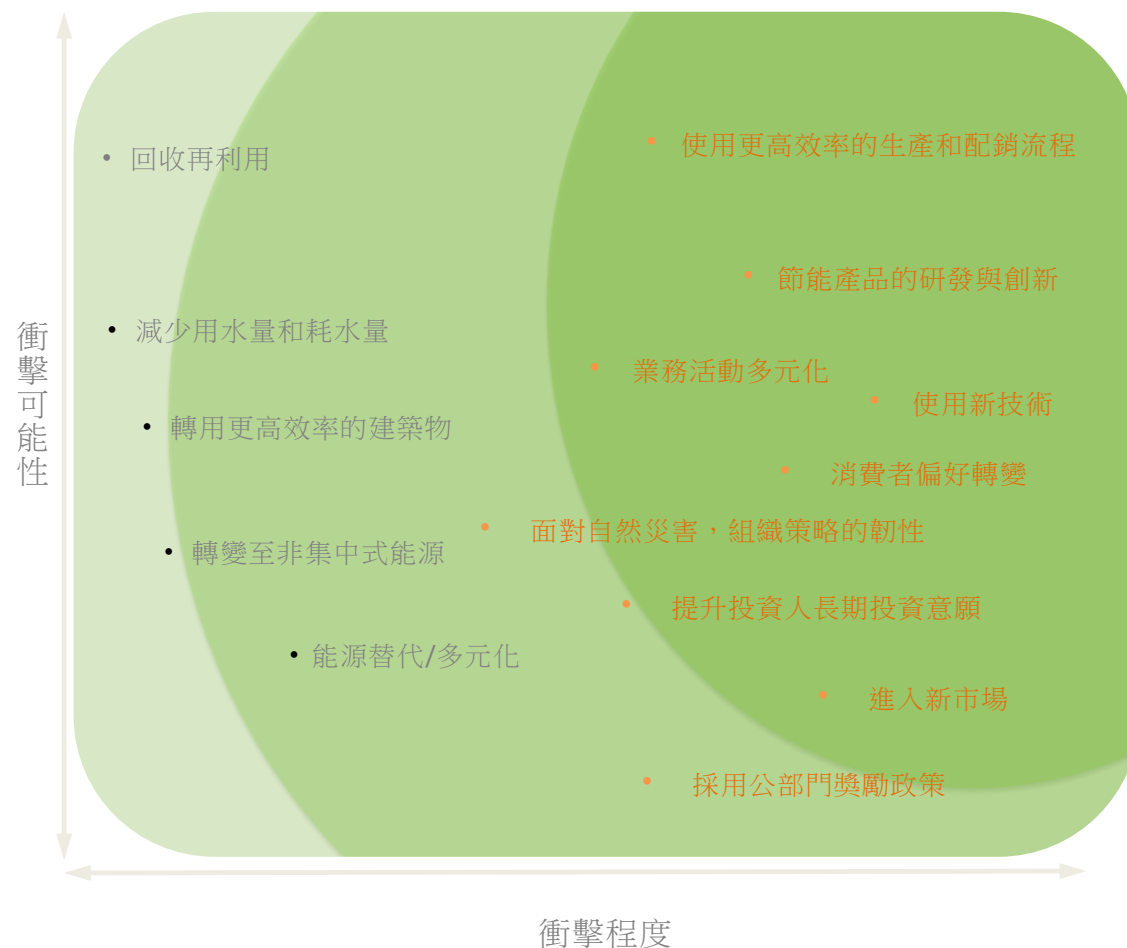 • 使用更高效率的生產和配銷流程
• 回收再利用
• 節能產品的研發與創新
• 減少用水量和耗水量
• 業務活動多元化
• 使用新技術
• 轉用更高效率的建築物
• 消費者偏好轉變
• 面對自然災害，組織策略的韌性
• 轉變至非集中式能源
• 提升投資人長期投資意願
• 能源替代/多元化
• 進入新市場
• 採用公部門獎勵政策
衝擊可能性
衝擊程度